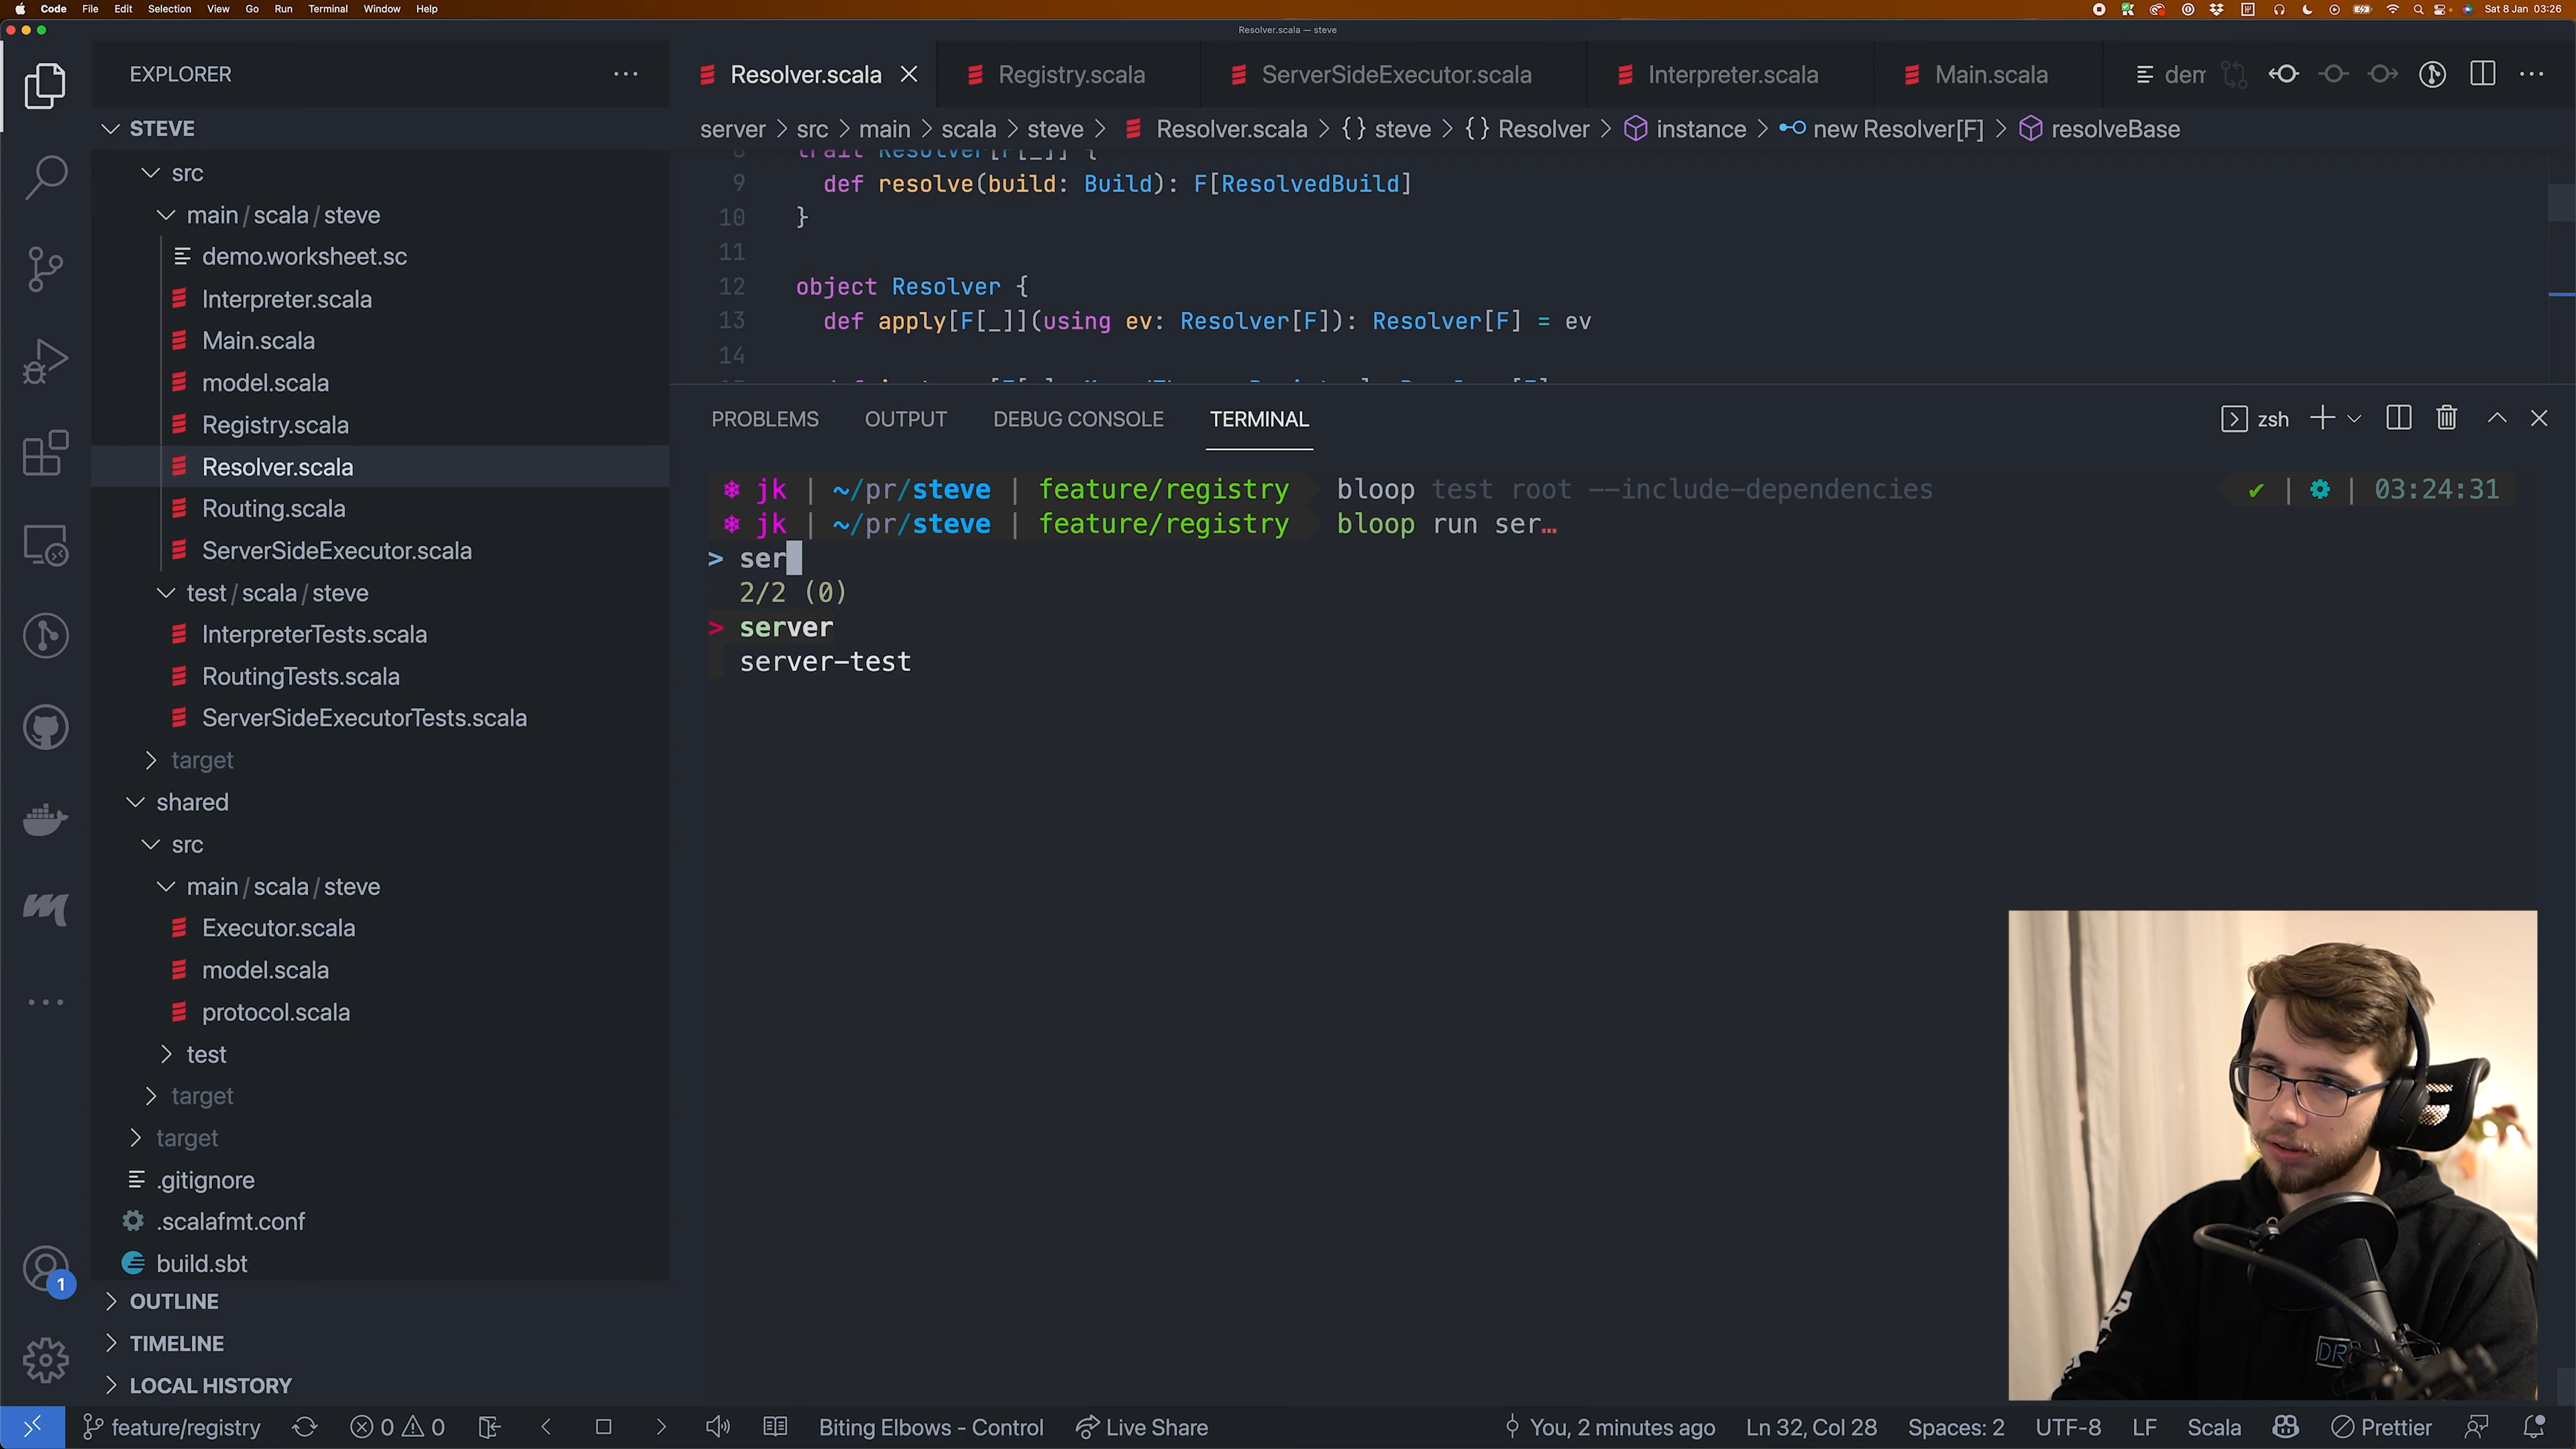 Code File Edit Selection View Go Run Terminal Window Help
Sat 8 Jan 03:26
Resolver.scala — steve
EXPLORER
STEVE
src
main/scala/steve
demo.worksheet.sc
Interpreter.scala
Main.scala
model.scala
Registry.scala
Resolver.scala
Routing.scala
ServerSideExecutor.scala
test/scala/steve
InterpreterTests.scala
RoutingTests.scala
ServerSideExecutorTests.scala
target
shared
src
main/scala/steve
Executor.scala
model.scala
protocol.scala
test
target
target
.gitignore
.scalafmt.conf
build.sbt
OUTLINE
TIMELINE
LOCAL HISTORY
1
Resolver.scala Registry.scala ServerSideExecutor.scala Interpreter.scala Main.scala dem
server > src > main > scala > steve > Resolver.scala > {} steve > {} Resolver > instance > new Resolver[F] > resolveBase
8 trait Resolver[F[_]] {
9 def resolve(build: Build): F[ResolvedBuild]
10 }
11
12 object Resolver {
13 def apply[F[_]](using ev: Resolver[F]): Resolver[F] = ev
14
PROBLEMS OUTPUT DEBUG CONSOLE TERMINAL
zsh
jk | ~/pr/steve | feature/registry bloop test root --include-dependencies ✔ | 03:24:31
jk | ~/pr/steve | feature/registry bloop run ser…
> ser
2/2 (0)
> server
server-test
DR
feature/registry 0 0 Biting Elbows - Control Live Share You, 2 minutes ago Ln 32, Col 28 Spaces: 2 UTF-8 LF Scala Prettier